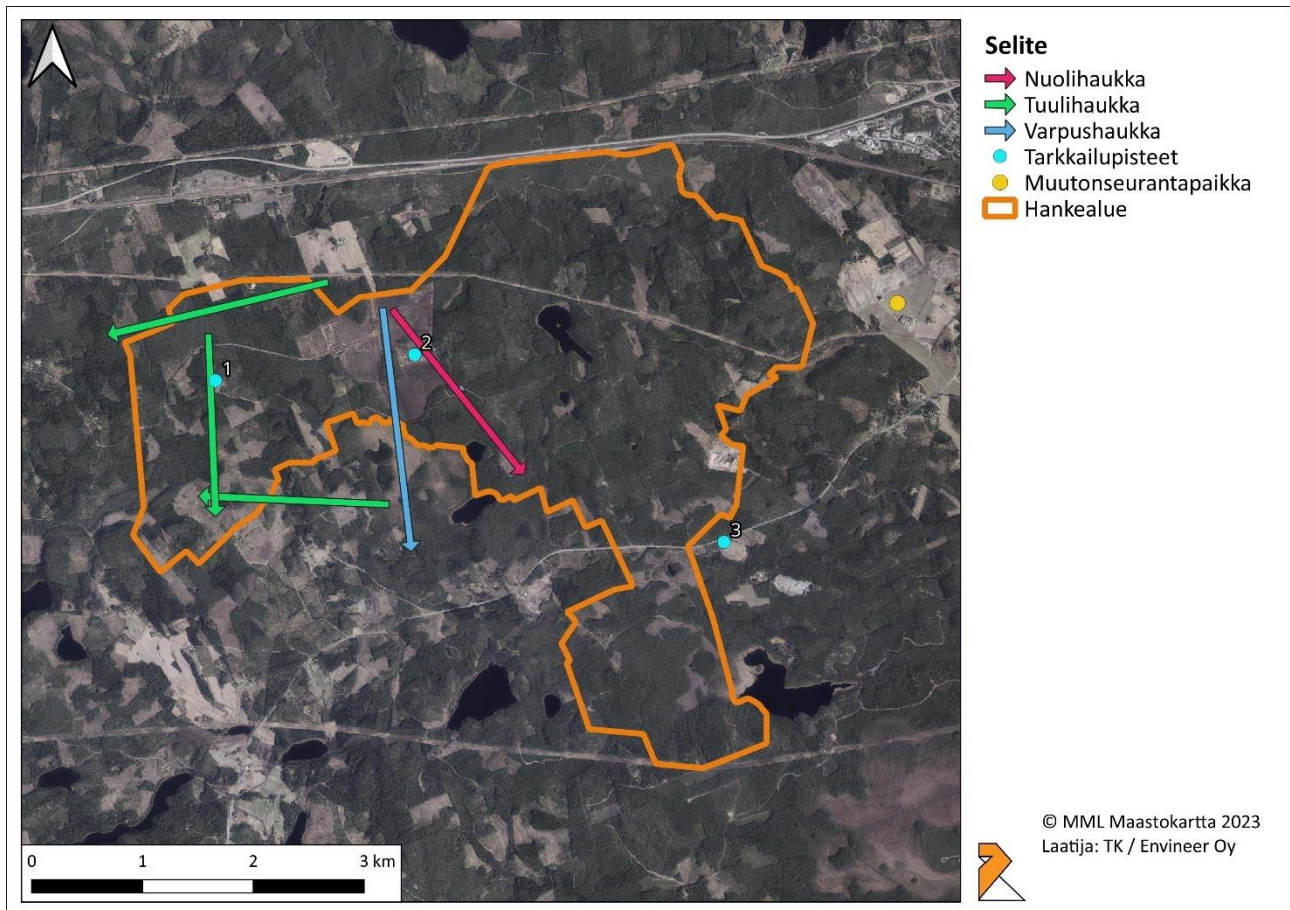 Selite
Nuolihaukka
Tuulihaukka
Varpushaukka
Tarkkailupisteet
Muutonseurantapaikka
Hankealue
2
1
3
0 1 2 3 km
© MML Maastokartta 2023
Laatija: TK / Envineer Oy